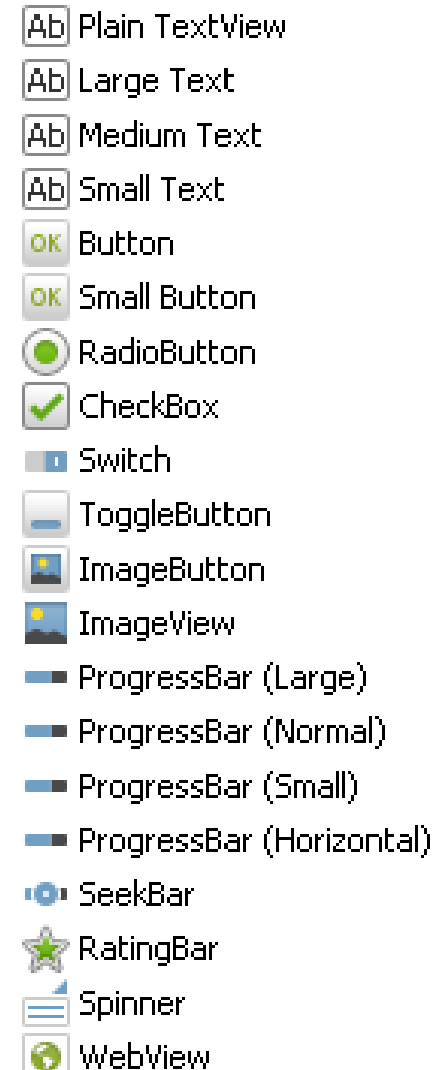 Ab Plain TextView
Ab Large Text
Ab Medium Text
Ab Small Text
OK Button
OK Small Button
RadioButton
CheckBox
Switch
ToggleButton
ImageButton
ImageView
ProgressBar (Large)
ProgressBar (Normal)
ProgressBar (Small)
ProgressBar (Horizontal)
SeekBar
RatingBar
Spinner
WebView